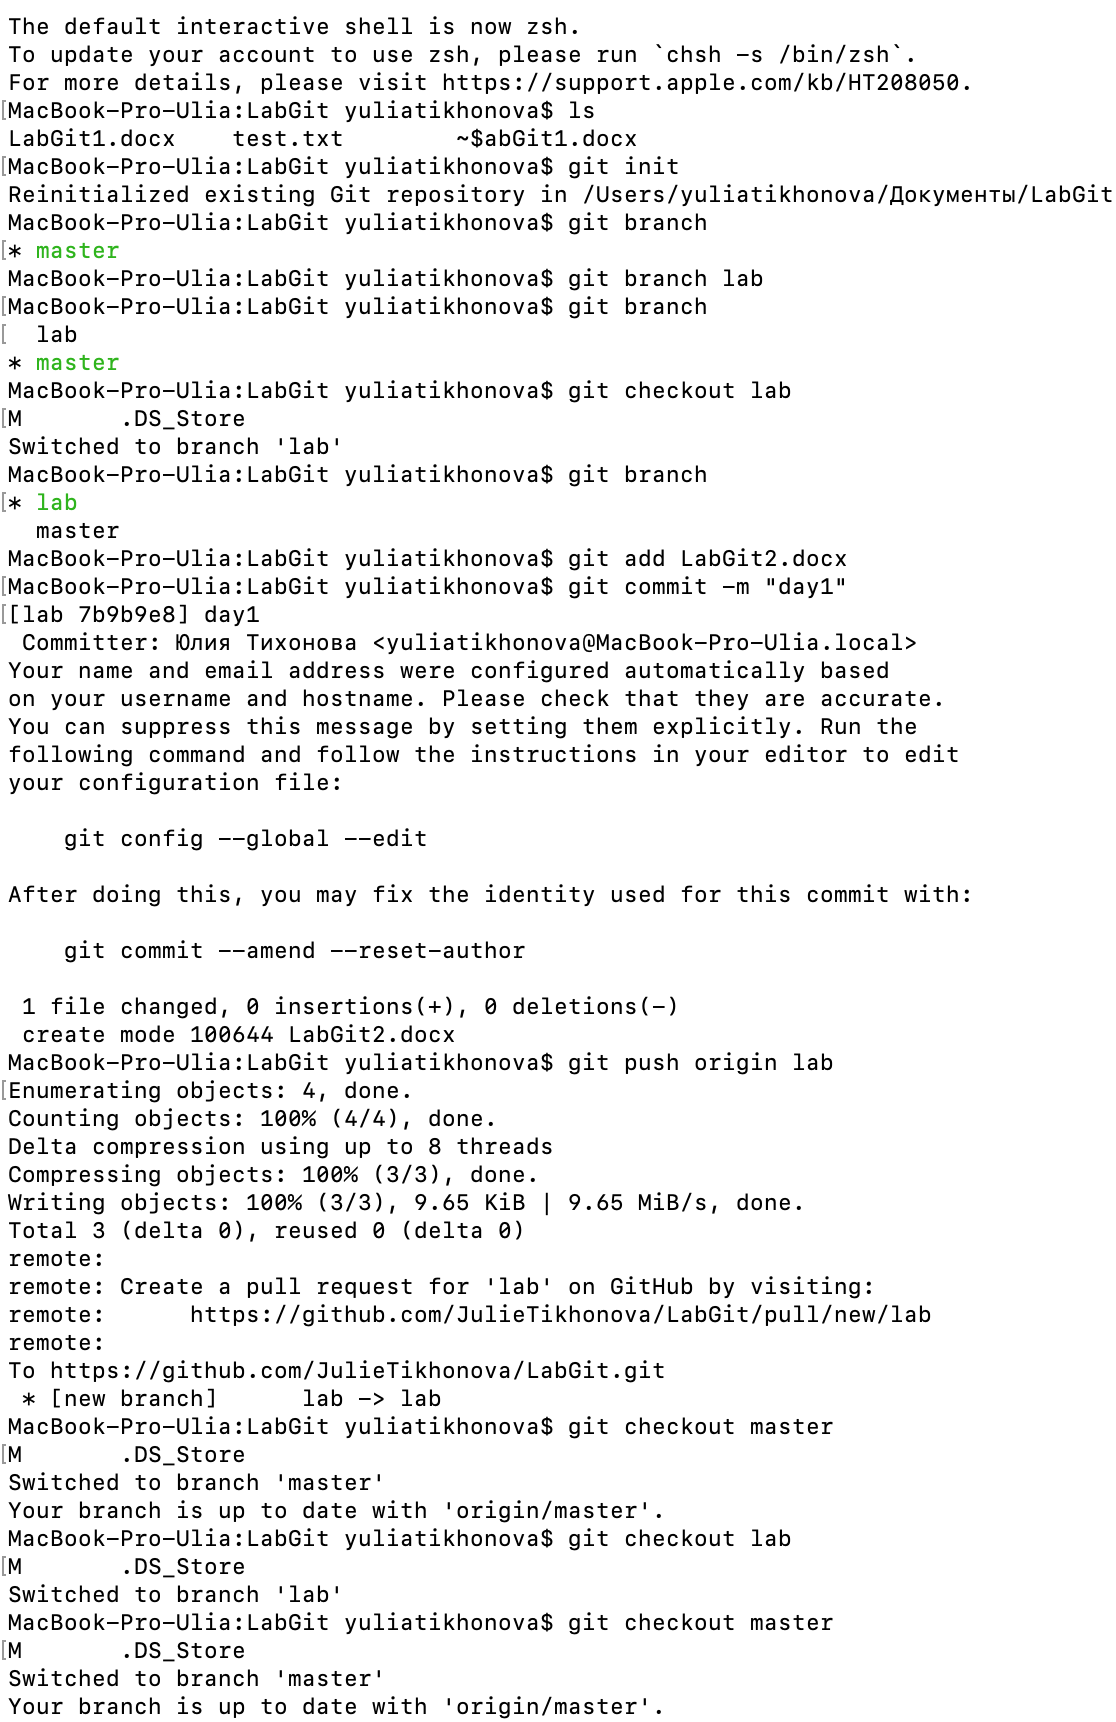 The default interactive shell is now zsh.
To update your account to use zsh, please run `chsh -s /bin/zsh`.
For more details, please visit https://support.apple.com/kb/HT208050.
[MacBook-Pro-Ulia:LabGit yuliatikhonova$ ls
LabGit1.docx    test.txt        ~$abGit1.docx
[MacBook-Pro-Ulia:LabGit yuliatikhonova$ git init
Reinitialized existing Git repository in /Users/yuliatikhonova/Документы/LabGit
MacBook-Pro-Ulia:LabGit yuliatikhonova$ git branch
[* master
MacBook-Pro-Ulia:LabGit yuliatikhonova$ git branch lab
[MacBook-Pro-Ulia:LabGit yuliatikhonova$ git branch
[  lab
* master
MacBook-Pro-Ulia:LabGit yuliatikhonova$ git checkout lab
[M       .DS_Store
Switched to branch 'lab'
MacBook-Pro-Ulia:LabGit yuliatikhonova$ git branch
[* lab
  master
MacBook-Pro-Ulia:LabGit yuliatikhonova$ git add LabGit2.docx
[MacBook-Pro-Ulia:LabGit yuliatikhonova$ git commit -m "day1"
[[lab 7b9b9e8] day1
 Committer: Юлия Тихонова <yuliatikhonova@MacBook-Pro-Ulia.local>
Your name and email address were configured automatically based
on your username and hostname. Please check that they are accurate.
You can suppress this message by setting them explicitly. Run the
following command and follow the instructions in your editor to edit
your configuration file:

    git config --global --edit

After doing this, you may fix the identity used for this commit with:

    git commit --amend --reset-author

 1 file changed, 0 insertions(+), 0 deletions(-)
 create mode 100644 LabGit2.docx
MacBook-Pro-Ulia:LabGit yuliatikhonova$ git push origin lab
[Enumerating objects: 4, done.
Counting objects: 100% (4/4), done.
Delta compression using up to 8 threads
Compressing objects: 100% (3/3), done.
Writing objects: 100% (3/3), 9.65 KiB | 9.65 MiB/s, done.
Total 3 (delta 0), reused 0 (delta 0)
remote:
remote: Create a pull request for 'lab' on GitHub by visiting:
remote:      https://github.com/JulieTikhonova/LabGit/pull/new/lab
remote:
To https://github.com/JulieTikhonova/LabGit.git
 * [new branch]      lab -> lab
MacBook-Pro-Ulia:LabGit yuliatikhonova$ git checkout master
[M       .DS_Store
Switched to branch 'master'
Your branch is up to date with 'origin/master'.
MacBook-Pro-Ulia:LabGit yuliatikhonova$ git checkout lab
[M       .DS_Store
Switched to branch 'lab'
MacBook-Pro-Ulia:LabGit yuliatikhonova$ git checkout master
[M       .DS_Store
Switched to branch 'master'
Your branch is up to date with 'origin/master'.